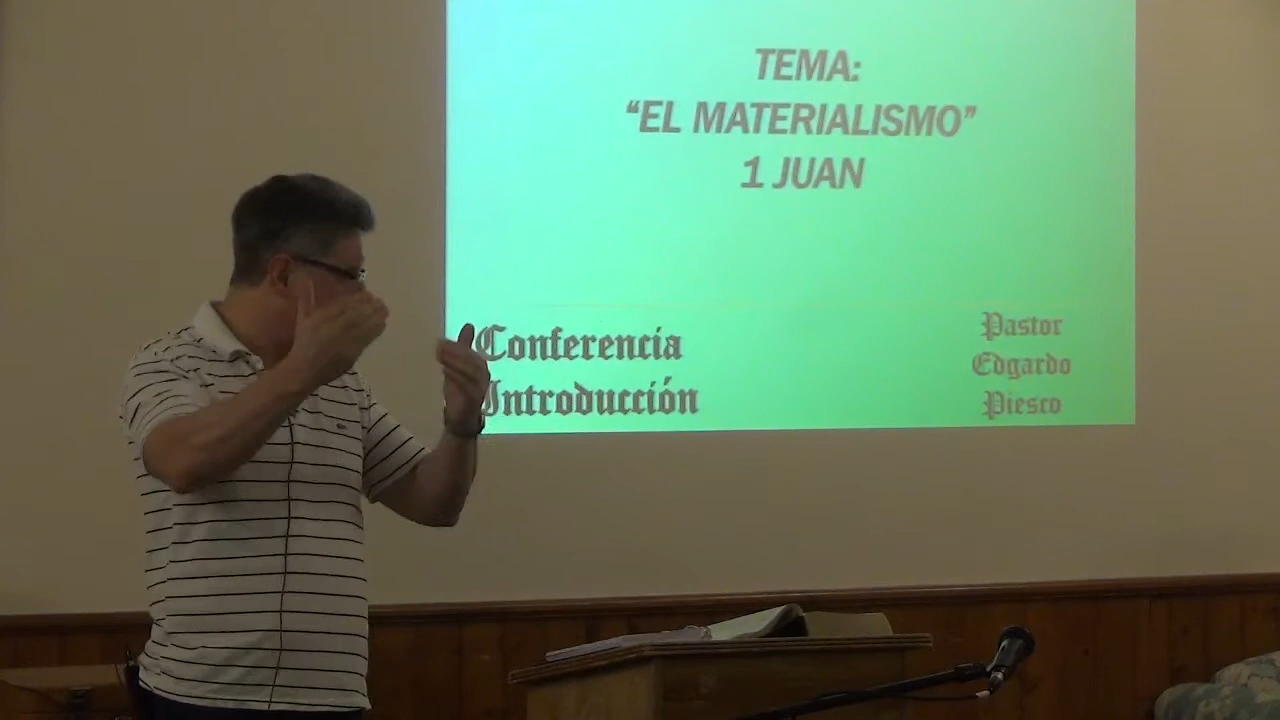 TEMA:
“EL MATERIALISMO”
1 JUAN
Conferencia
Introducción
Pastor
Edgardo
Piesco